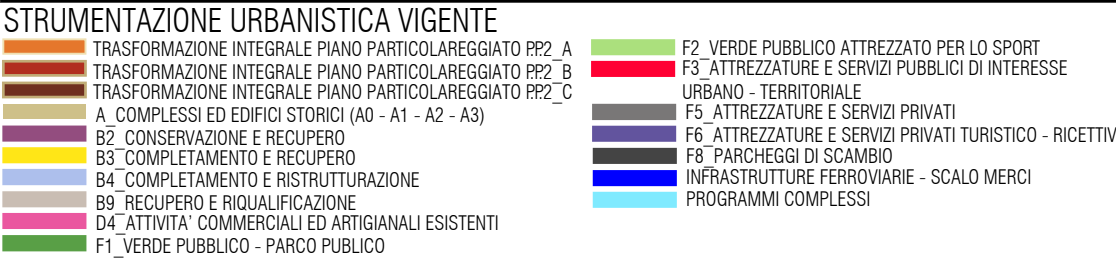 STRUMENTAZIONE URBANISTICA VIGENTE
TRASFORMAZIONE INTEGRALE PIANO PARTICOLAREGGIATO P.P.2_A
TRASFORMAZIONE INTEGRALE PIANO PARTICOLAREGGIATO P.P.2_B
TRASFORMAZIONE INTEGRALE PIANO PARTICOLAREGGIATO P.P.2_C
A_COMPLESSI ED EDIFICI STORICI (A0 - A1 - A2 - A3)
B2_CONSERVAZIONE E RECUPERO
B3_COMPLETAMENTO E RECUPERO
B4_COMPLETAMENTO E RISTRUTTURAZIONE
B9_RECUPERO E RIQUALIFICAZIONE
D4_ATTIVITA' COMMERCIALI ED ARTIGIANALI ESISTENTI
F1_VERDE PUBBLICO - PARCO PUBLICO
F2_VERDE PUBBLICO ATTREZZATO PER LO SPORT
F3_ATTREZZATURE E SERVIZI PUBBLICI DI INTERESSE
URBANO - TERRITORIALE
F5_ATTREZZATURE E SERVIZI PRIVATI
F6_ATTREZZATURE E SERVIZI PRIVATI TURISTICO - RICETTIV
F8_PARCHEGGI DI SCAMBIO
INFRASTRUTTURE FERROVIARIE - SCALO MERCI
PROGRAMMI COMPLESSI